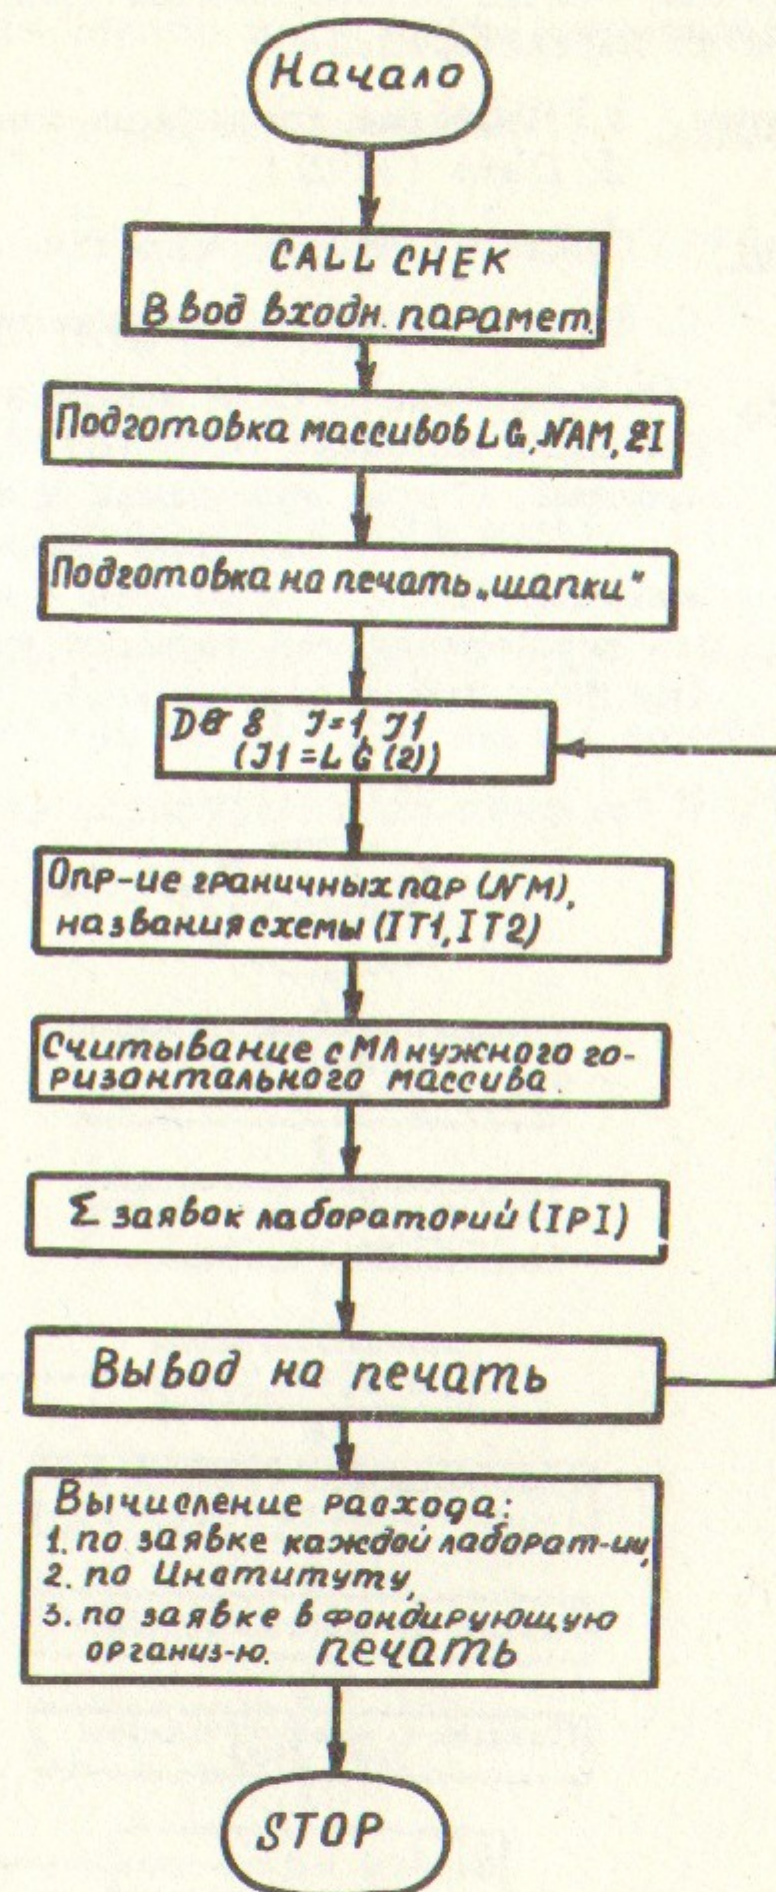 Начало
CALL CHEK
Ввод входн. парамет.
Подготовка массивов LG, NAM, ZI
Подготовка на печать „шапки"
DO 8 J=1, J1
(J1=LG(2))
Опр-ие граничных пар (NM),
названия схемы (IT1, IT2)
Считывание с МЛ нужного го-
ризонтального массива.
Σ заявок лабораторий (IPI)
Вывод на печать
Вычисление расхода:
1. по заявке каждой лаборат-ии,
2. по Институту,
3. по заявке в фондирующую
организ-ю. печать
STOP